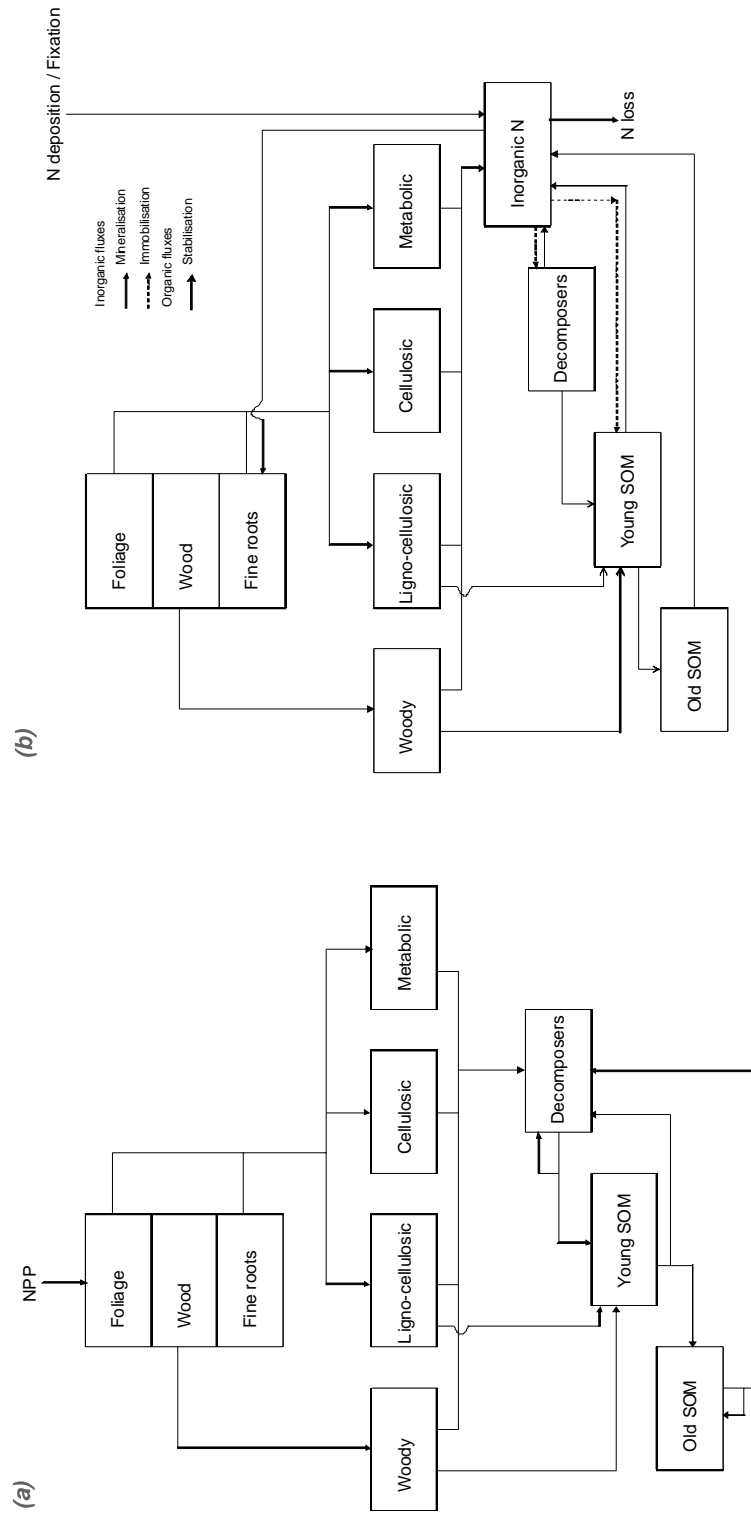 (a)
NPP
Foliage
Wood
Fine roots
Woody
Ligno-cellulosic
Cellulosic
Metabolic
Decomposers
Young SOM
Old SOM
(b)
N deposition / Fixation
Inorganic fluxes
Mineralisation
Immobilisation
Organic fluxes
Stabilisation
Foliage
Wood
Fine roots
Woody
Ligno-cellulosic
Cellulosic
Metabolic
Inorganic N
Decomposers
N loss
Young SOM
Old SOM